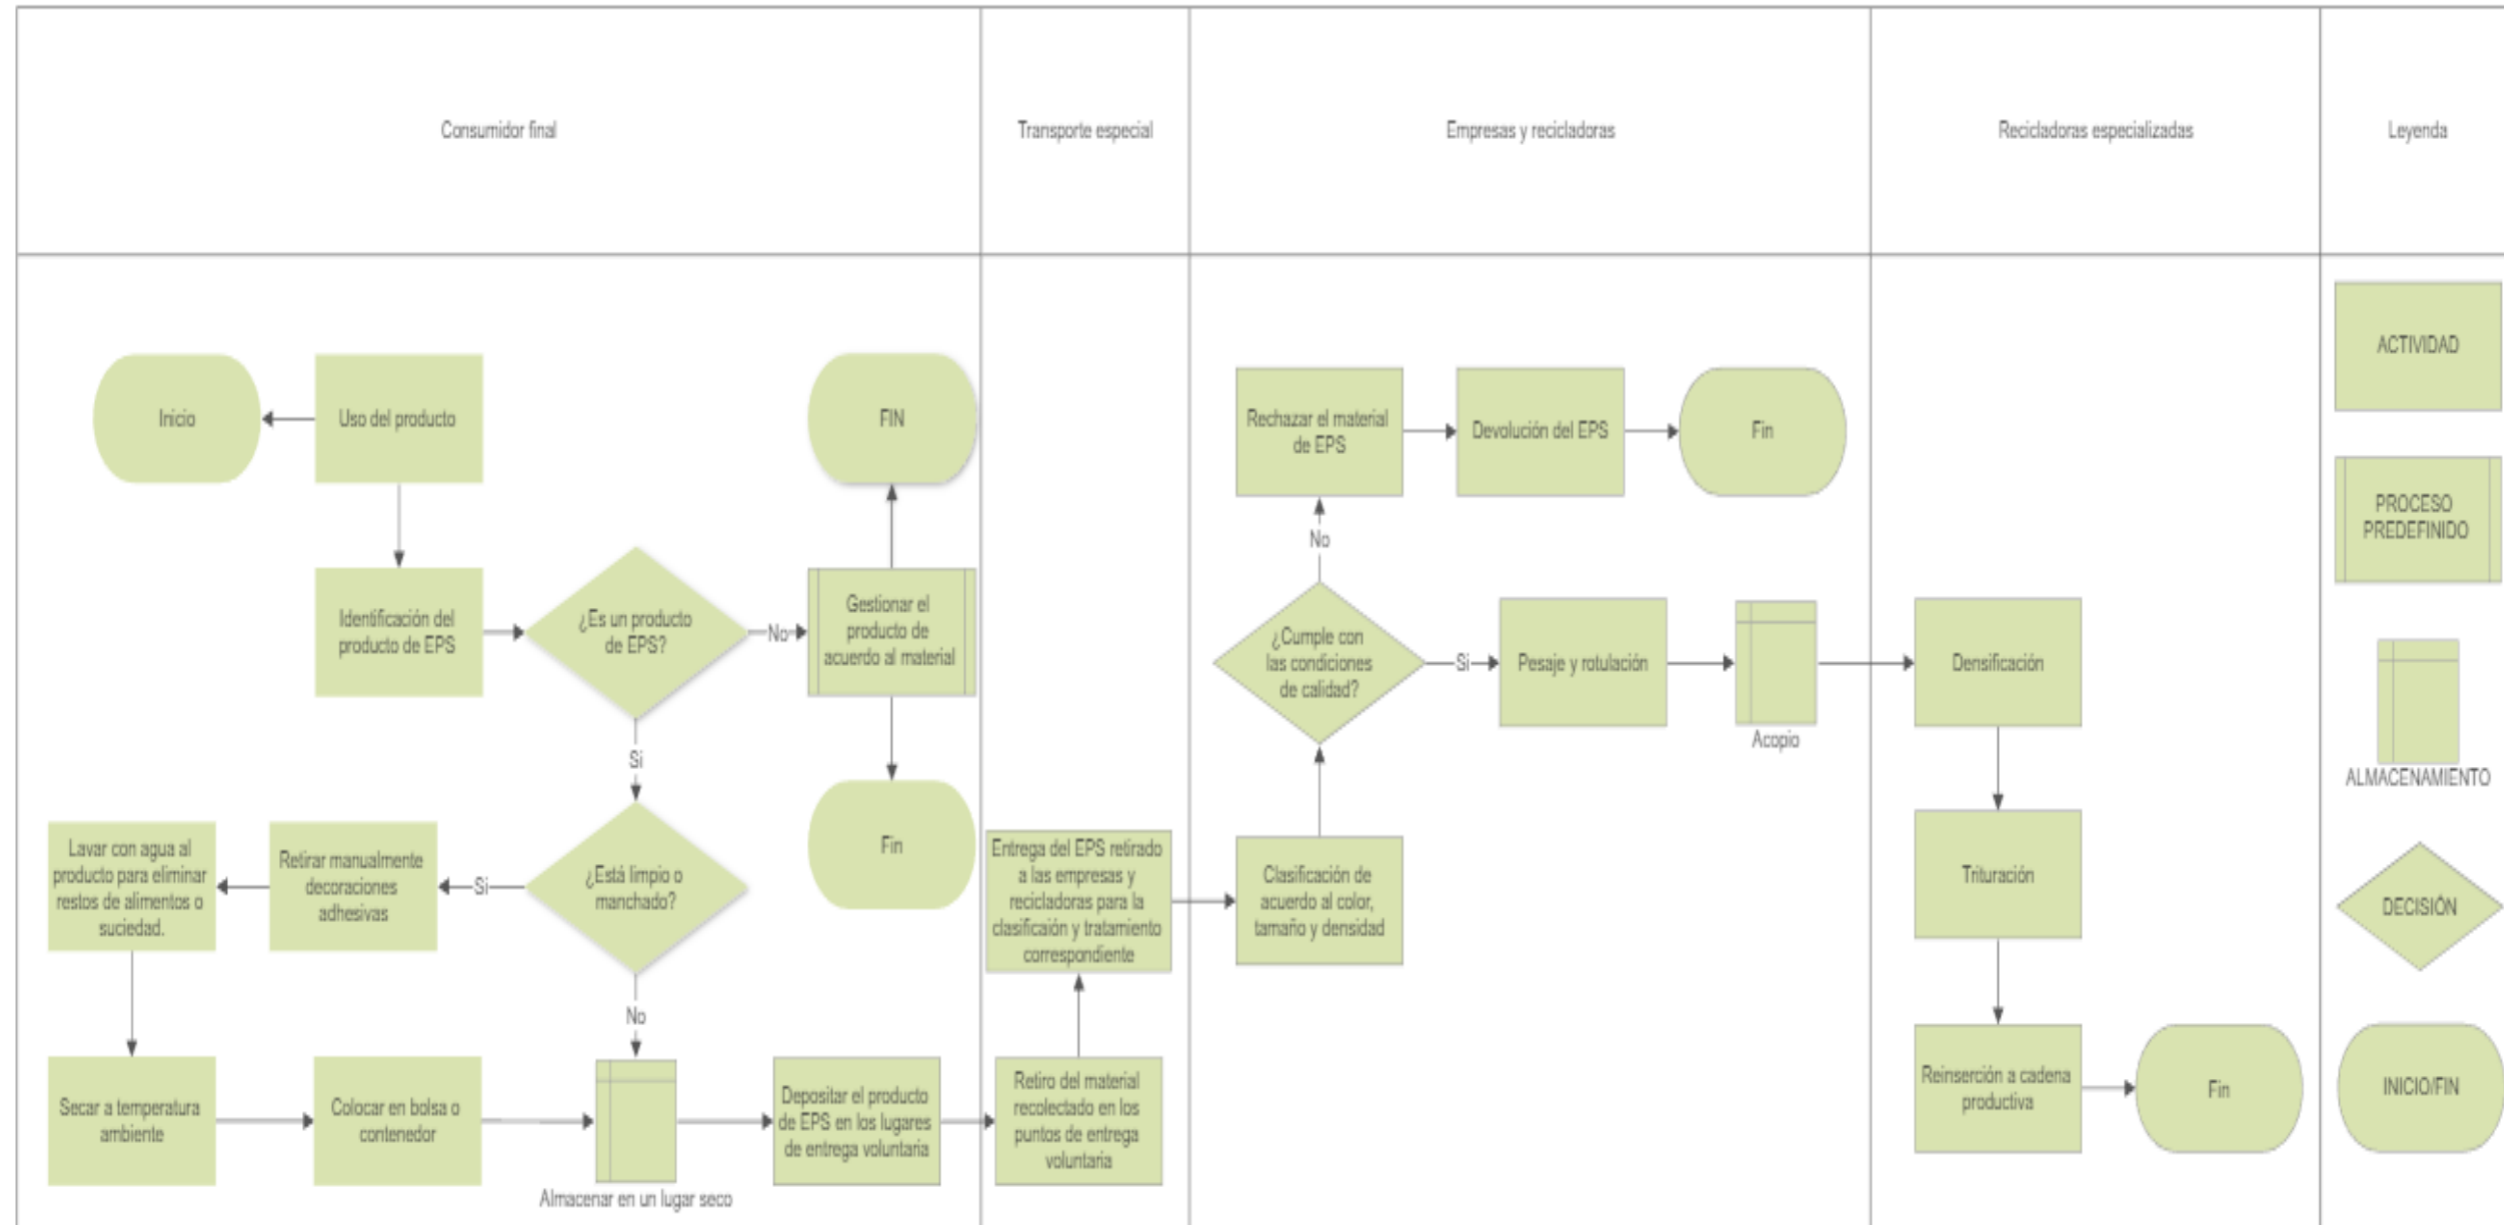 Consumidor final
Transporte especial
Empresas y recicladoras
Recicladoras especializadas
Leyenda
Inicio
Uso del producto
FIN
Identificación del
producto de EPS
¿Es un producto
de EPS?
No
Gestionar el
producto de
acuerdo al material
Si
Fin
Lavar con agua al
producto para eliminar
restos de alimentos o
suciedad.
Retirar manualmente
decoraciones
adhesivas
Si
¿Está limpio o
manchado?
No
Secar a temperatura
ambiente
Colocar en bolsa o
contenedor
Almacenar en un lugar seco
Depositar el producto
de EPS en los lugares
de entrega voluntaria
Entrega del EPS retirado
a las empresas y
recicladoras para la
clasificaión y tratamiento
correspondiente
Retiro del material
recolectado en los
puntos de entrega
voluntaria
Rechazar el material
de EPS
Devolución del EPS
Fin
No
¿Cumple con
las condiciones
de calidad?
Si
Pesaje y rotulación
Acopio
Clasificación de
acuerdo al color,
tamaño y densidad
Densificación
Trituración
Reinserción a cadena
productiva
Fin
ACTIVIDAD
PROCESO
PREDEFINIDO
ALMACENAMIENTO
DECISIÓN
INICIO/FIN